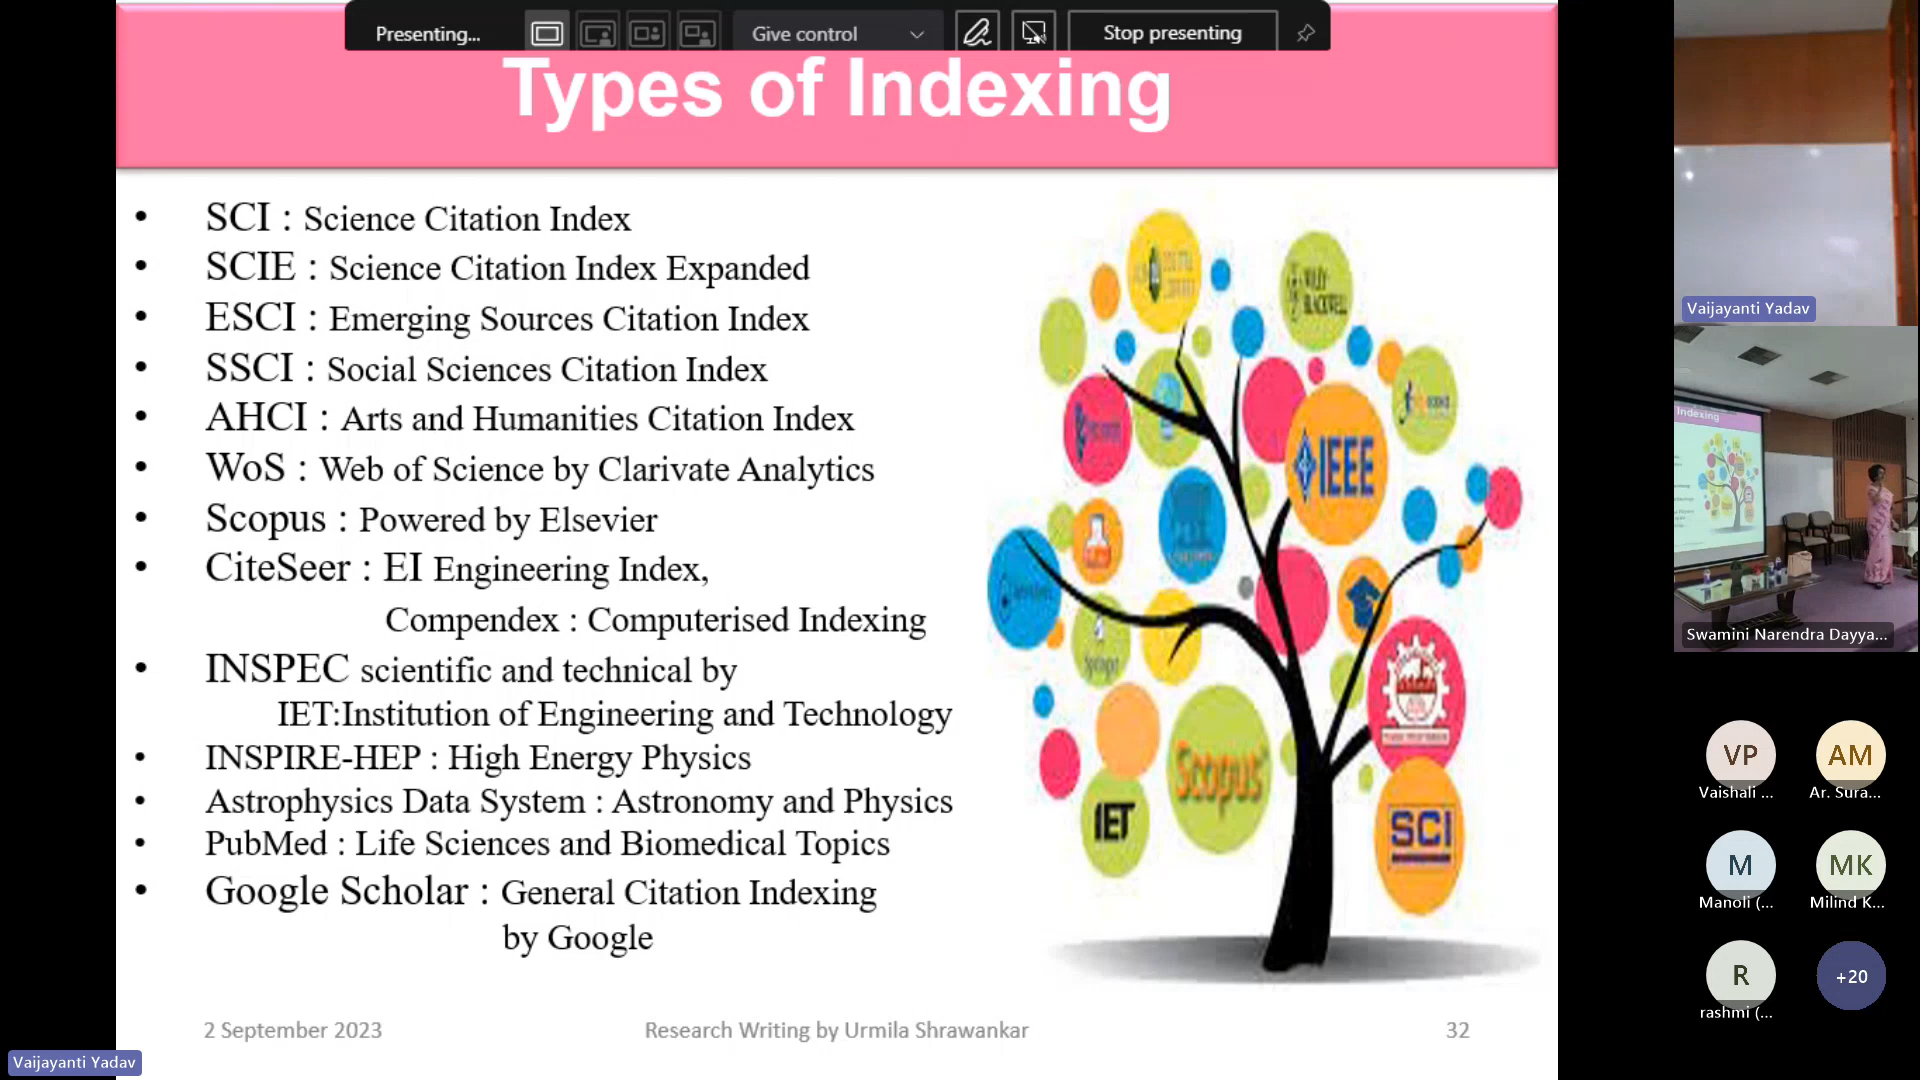 Presenting...
Give control
Stop presenting
Types of Indexing
• SCI : Science Citation Index
• SCIE : Science Citation Index Expanded
• ESCI : Emerging Sources Citation Index
• SSCI : Social Sciences Citation Index
• AHCI : Arts and Humanities Citation Index
• WoS : Web of Science by Clarivate Analytics
• Scopus : Powered by Elsevier
• CiteSeer : EI Engineering Index,
Compendex : Computerised Indexing
• INSPEC scientific and technical by
IET:Institution of Engineering and Technology
• INSPIRE-HEP : High Energy Physics
• Astrophysics Data System : Astronomy and Physics
• PubMed : Life Sciences and Biomedical Topics
• Google Scholar : General Citation Indexing
by Google
WILEY
BLACKWELL
IEEE
Springer
Scopus
IET
SCI
2 September 2023
Research Writing by Urmila Shrawankar
32
Vaijayanti Yadav
Vaijayanti Yadav
Indexing
Swamini Narendra Dayya...
VP
Vaishali ...
AM
Ar. Sura...
M
Manoli (...
MK
Milind K...
R
rashmi (...
+20